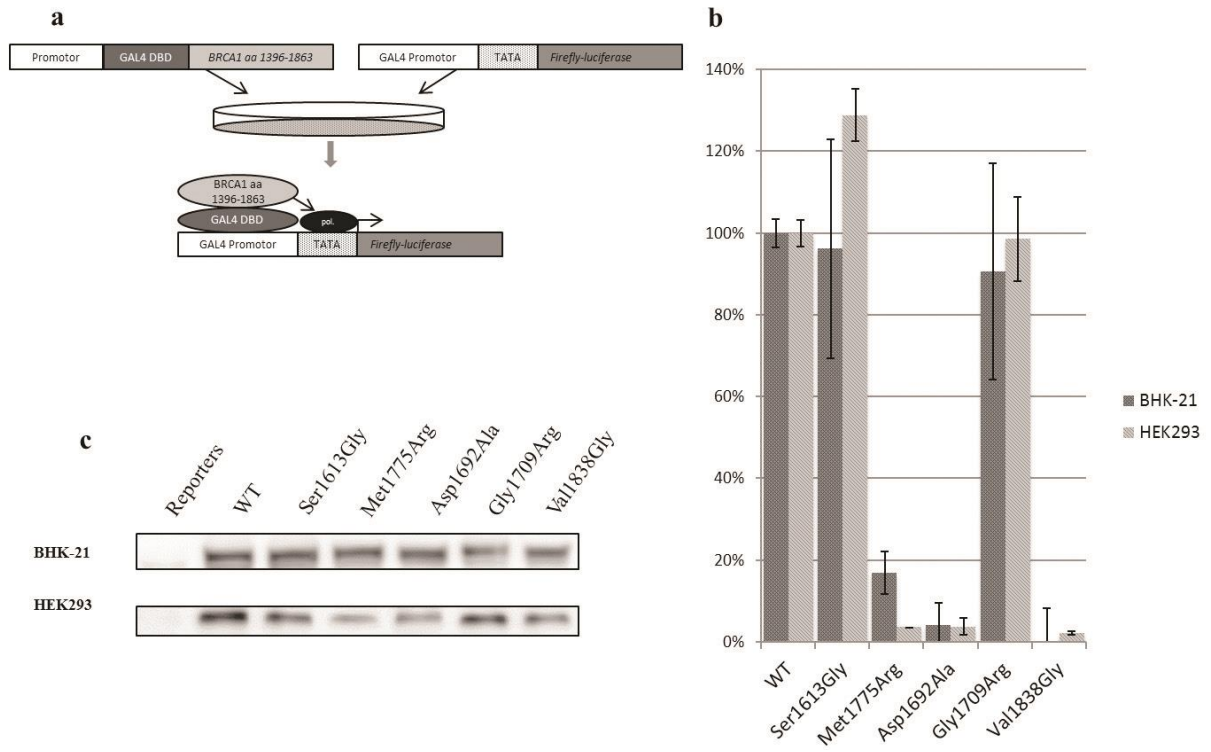 a
Promotor GAL4 DBD BRCA1 aa 1396-1863
GAL4 Promotor TATA Firefly-luciferase
BRCA1 aa
1396-1863
GAL4 DBD
pol.
GAL4 Promotor TATA Firefly-luciferase
b
140%
120%
100%
80%
60%
40%
20%
0%
WT
Ser1613Gly
Met1775Arg
Asp1692Ala
Gly1709Arg
Val1838Gly
BHK-21
HEK293
c
Reporters
WT
Ser1613Gly
Met1775Arg
Asp1692Ala
Gly1709Arg
Val1838Gly
BHK-21
HEK293